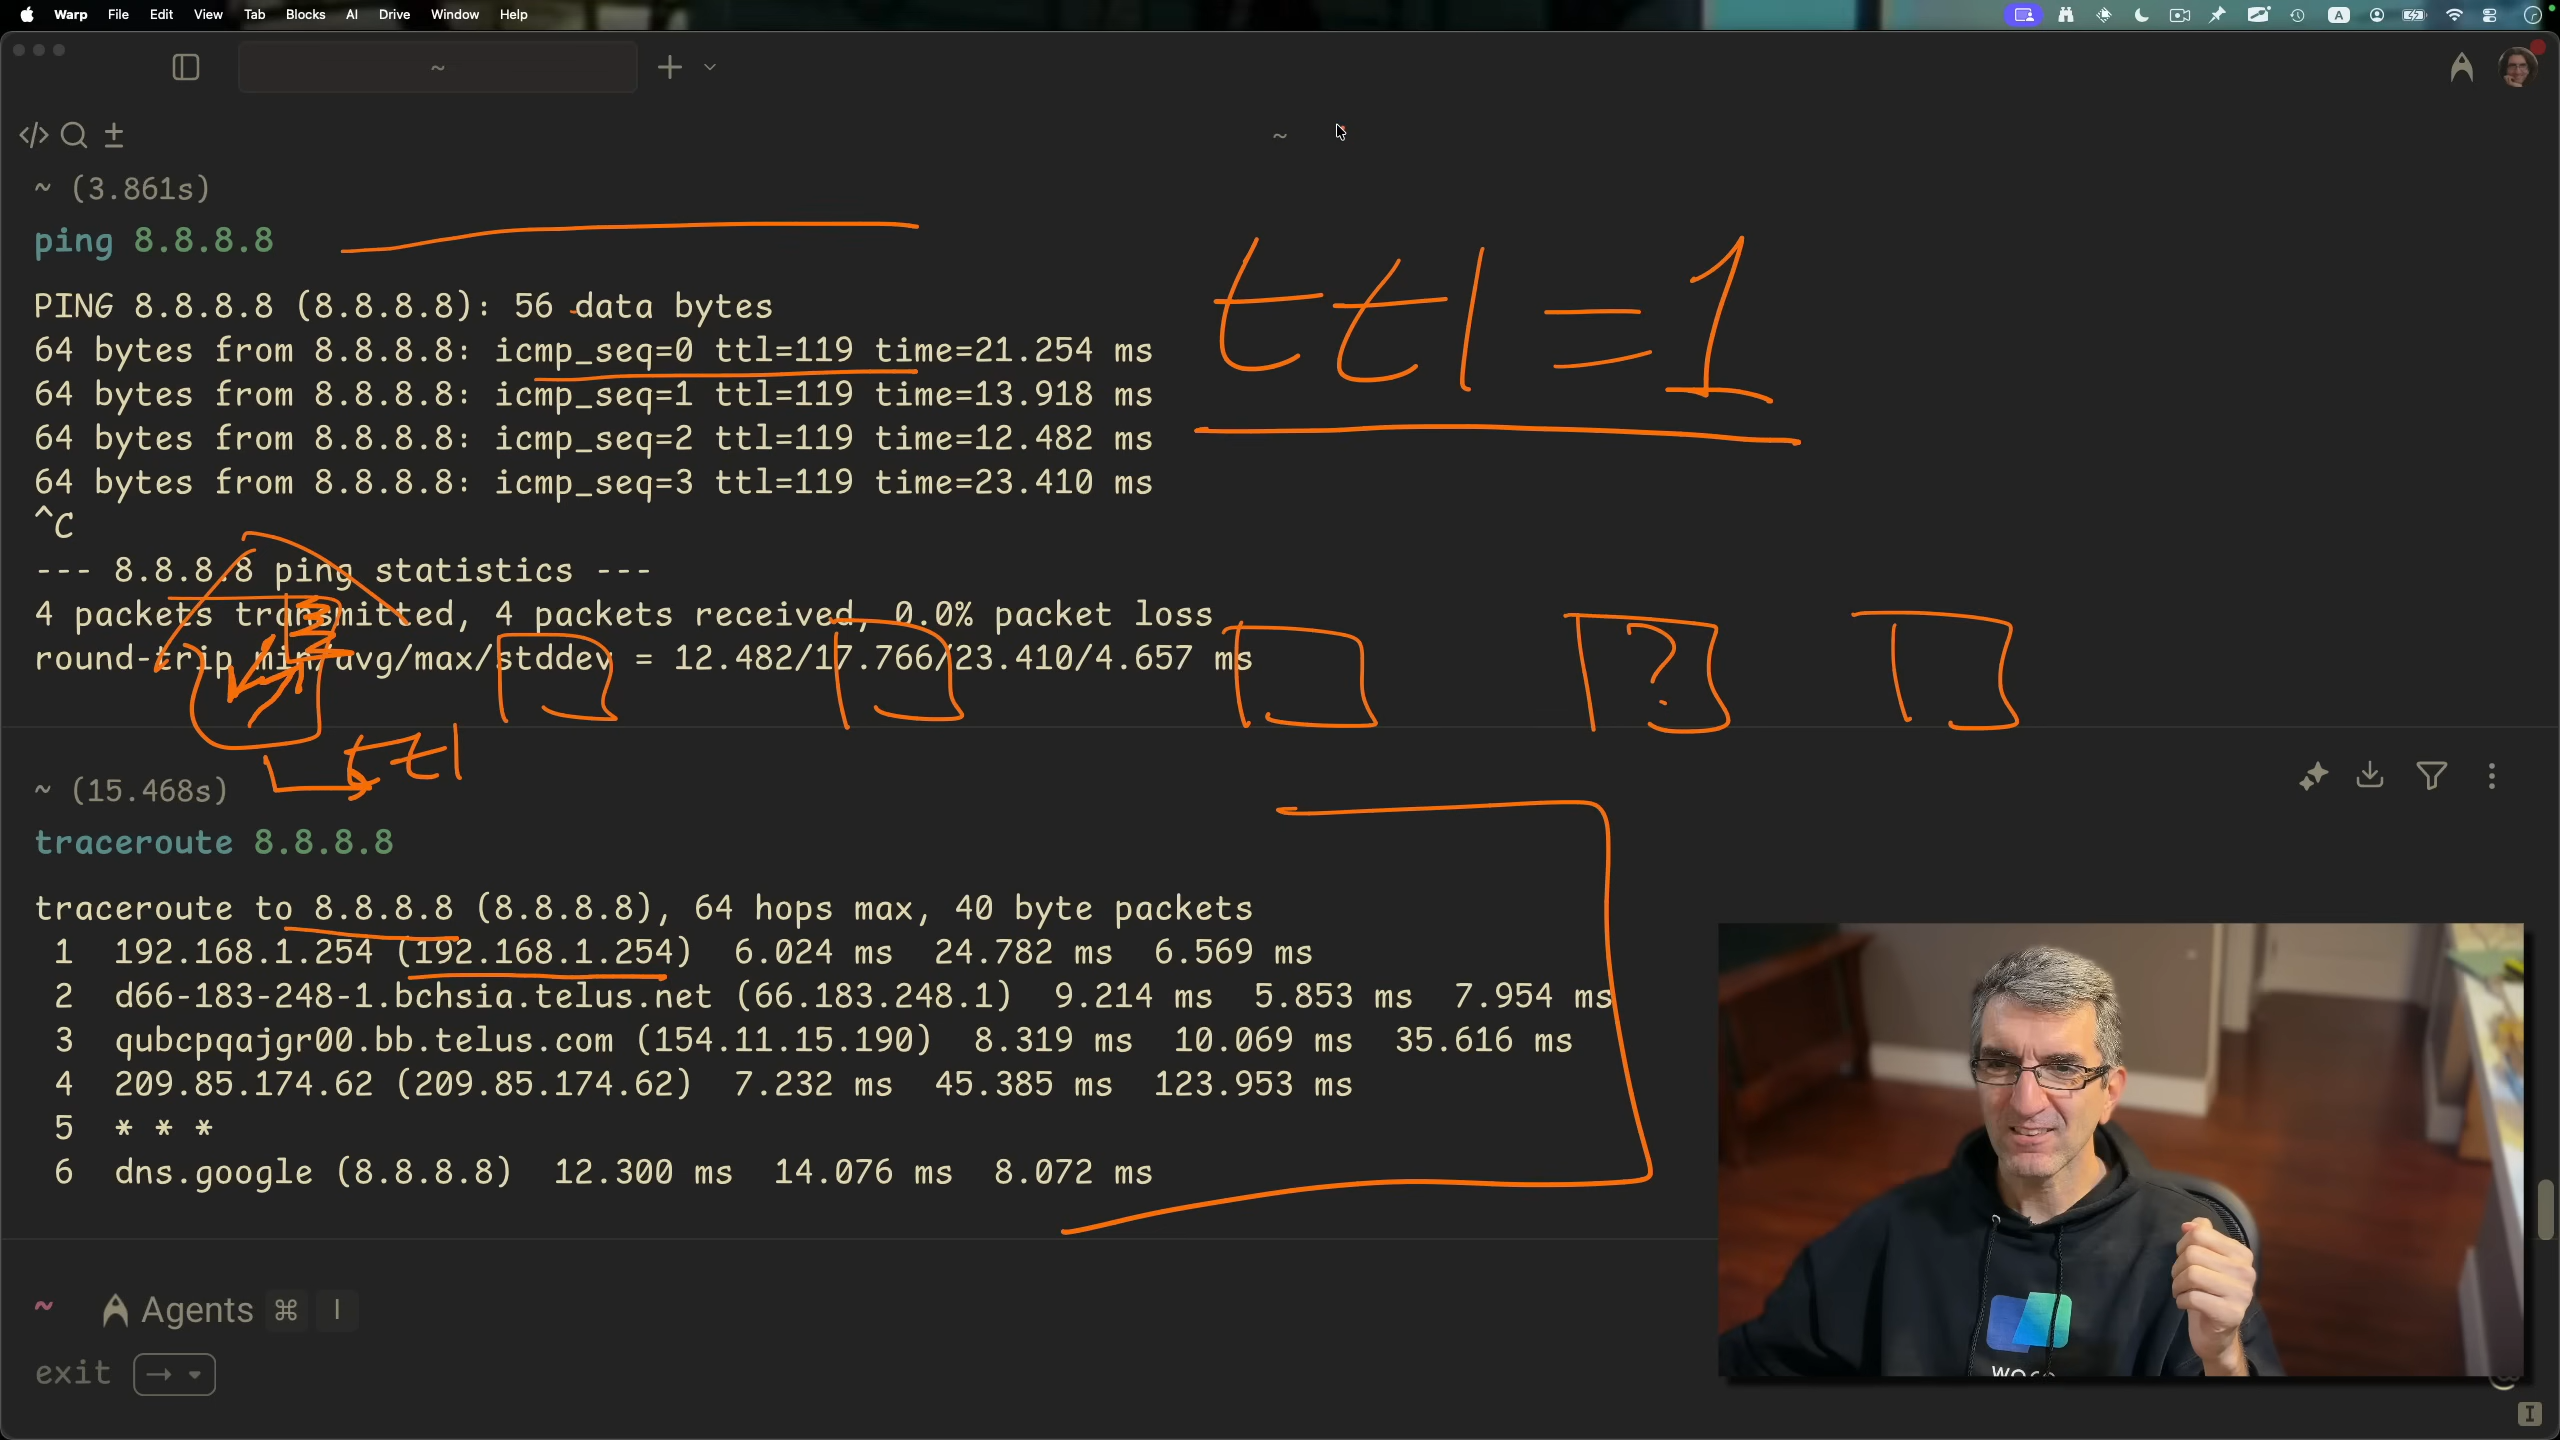 Warp File Edit View Tab Blocks AI Drive Window Help
A
~
~
~ (3.861s)
ping 8.8.8.8
PING 8.8.8.8 (8.8.8.8): 56 data bytes
64 bytes from 8.8.8.8: icmp_seq=0 ttl=119 time=21.254 ms
64 bytes from 8.8.8.8: icmp_seq=1 ttl=119 time=13.918 ms
64 bytes from 8.8.8.8: icmp_seq=2 ttl=119 time=12.482 ms
64 bytes from 8.8.8.8: icmp_seq=3 ttl=119 time=23.410 ms
ttl=1
^C
--- 8.8.8.8 ping statistics ---
4 packets transmitted, 4 packets received, 0.0% packet loss
round-trip min/avg/max/stddev = 12.482/17.766/23.410/4.657 ms
?
ttl
~ (15.468s)
traceroute 8.8.8.8
traceroute to 8.8.8.8 (8.8.8.8), 64 hops max, 40 byte packets
1 192.168.1.254 (192.168.1.254) 6.024 ms 24.782 ms 6.569 ms
2 d66-183-248-1.bchsia.telus.net (66.183.248.1) 9.214 ms 5.853 ms 7.954 ms
3 qubcpqajgr00.bb.telus.com (154.11.15.190) 8.319 ms 10.069 ms 35.616 ms
4 209.85.174.62 (209.85.174.62) 7.232 ms 45.385 ms 123.953 ms
5 * * *
6 dns.google (8.8.8.8) 12.300 ms 14.076 ms 8.072 ms
~ Agents ⌘ I
exit